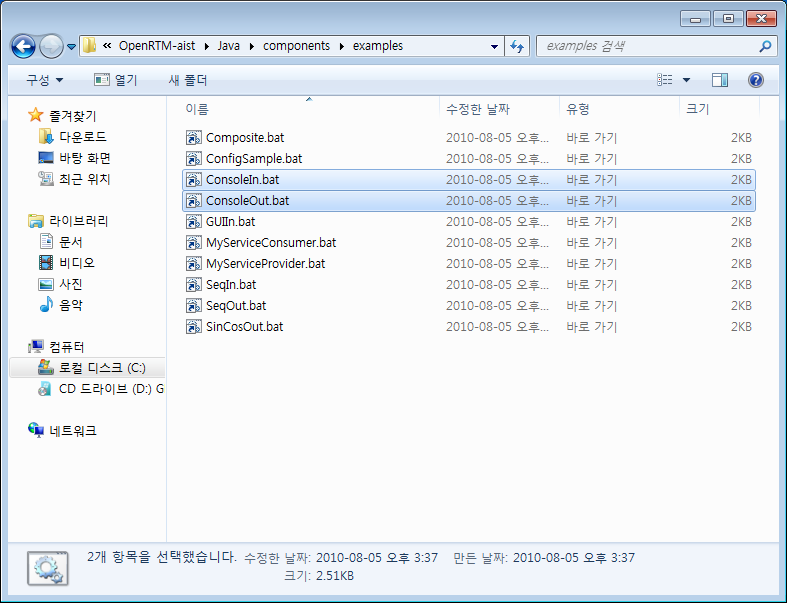 « OpenRTM-aist ▸ Java ▸ components ▸ examples
examples 검색
구성 열기 새 폴더
이름 수정한 날짜 유형 크기
즐겨찾기
다운로드
바탕 화면
최근 위치
라이브러리
문서
비디오
사진
음악
컴퓨터
로컬 디스크 (C:)
CD 드라이브 (D:) G
네트워크
Composite.bat 2010-08-05 오후... 바로 가기 2KB
ConfigSample.bat 2010-08-05 오후... 바로 가기 2KB
ConsoleIn.bat 2010-08-05 오후... 바로 가기 2KB
ConsoleOut.bat 2010-08-05 오후... 바로 가기 2KB
GUIIn.bat 2010-08-05 오후... 바로 가기 2KB
MyServiceConsumer.bat 2010-08-05 오후... 바로 가기 2KB
MyServiceProvider.bat 2010-08-05 오후... 바로 가기 2KB
SeqIn.bat 2010-08-05 오후... 바로 가기 2KB
SeqOut.bat 2010-08-05 오후... 바로 가기 2KB
SinCosOut.bat 2010-08-05 오후... 바로 가기 2KB
2개 항목을 선택했습니다. 수정한 날짜: 2010-08-05 오후 3:37 만든 날짜: 2010-08-05 오후 3:37
크기: 2.51KB